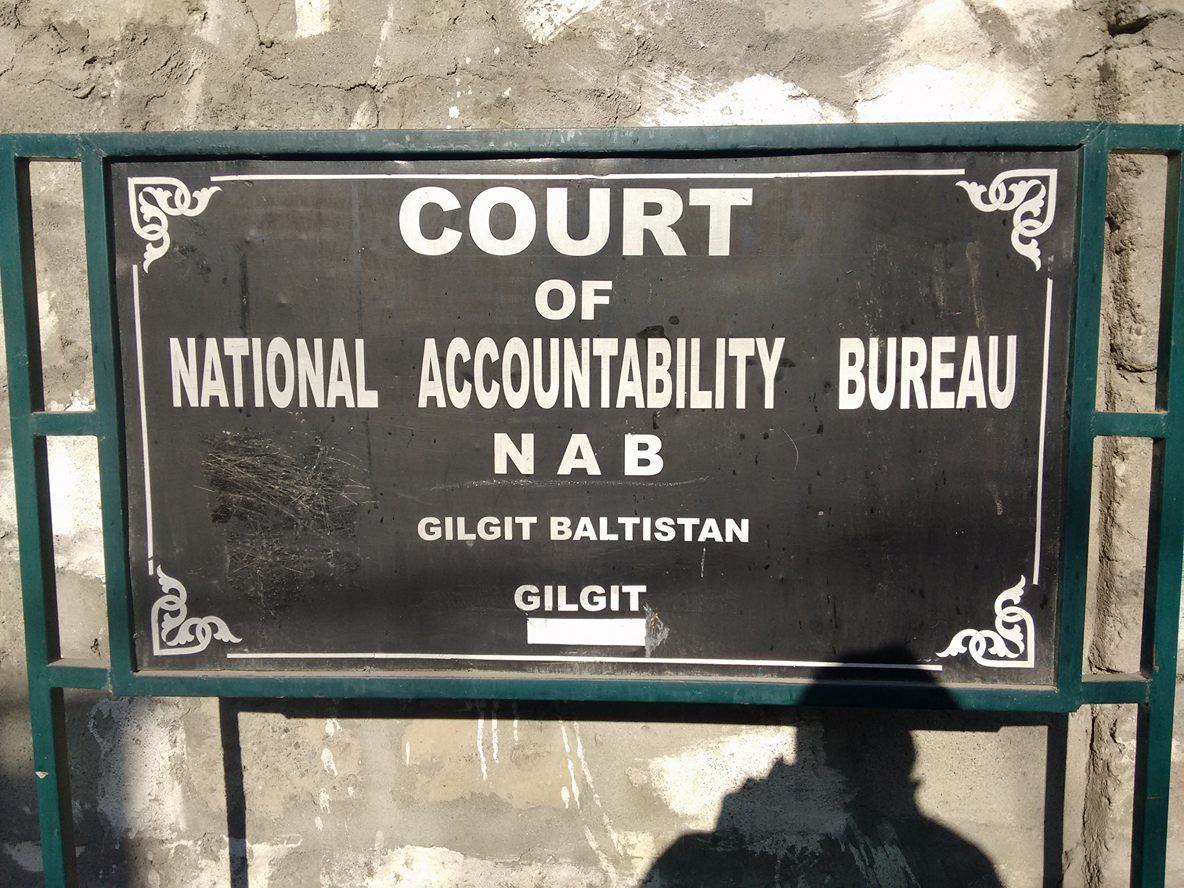 COURT
OF
NATIONAL ACCOUNTABILITY BUREAU
N A B
GILGIT BALTISTAN
GILGIT